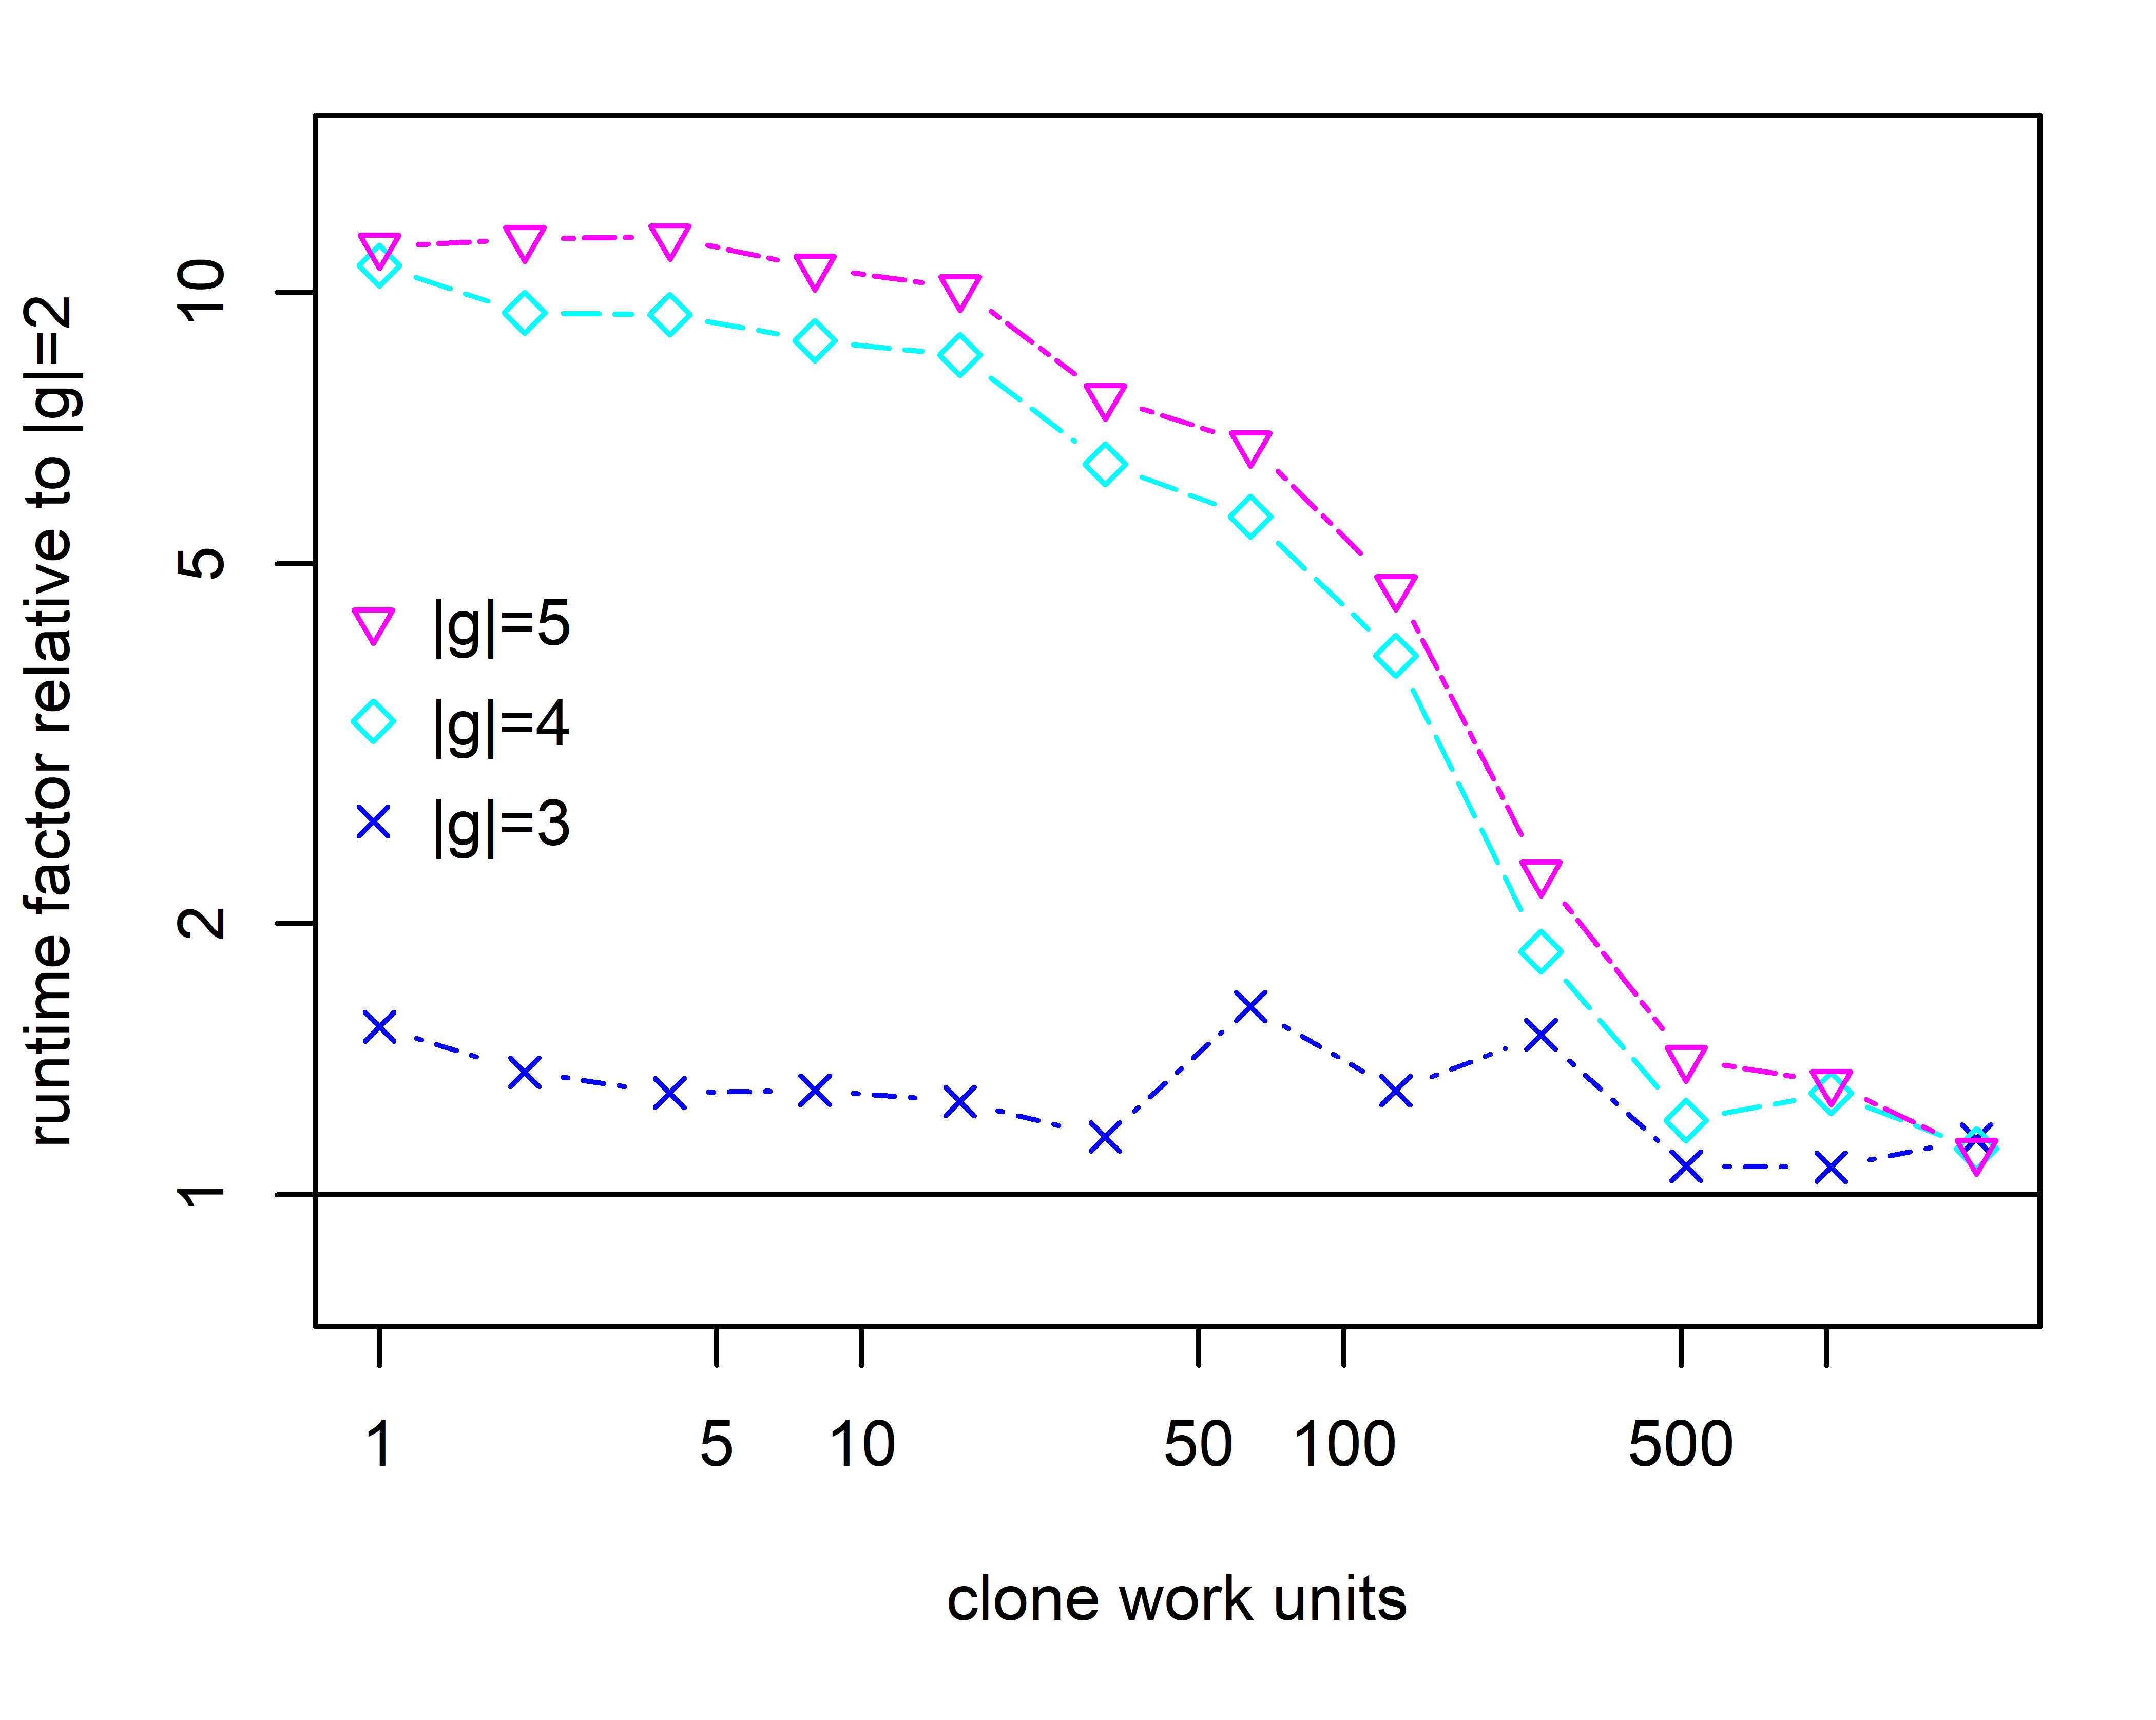 runtime factor relative to |g|=2
10
5
2
1
|g|=5
|g|=4
|g|=3
1 5 10 50 100 500
clone work units